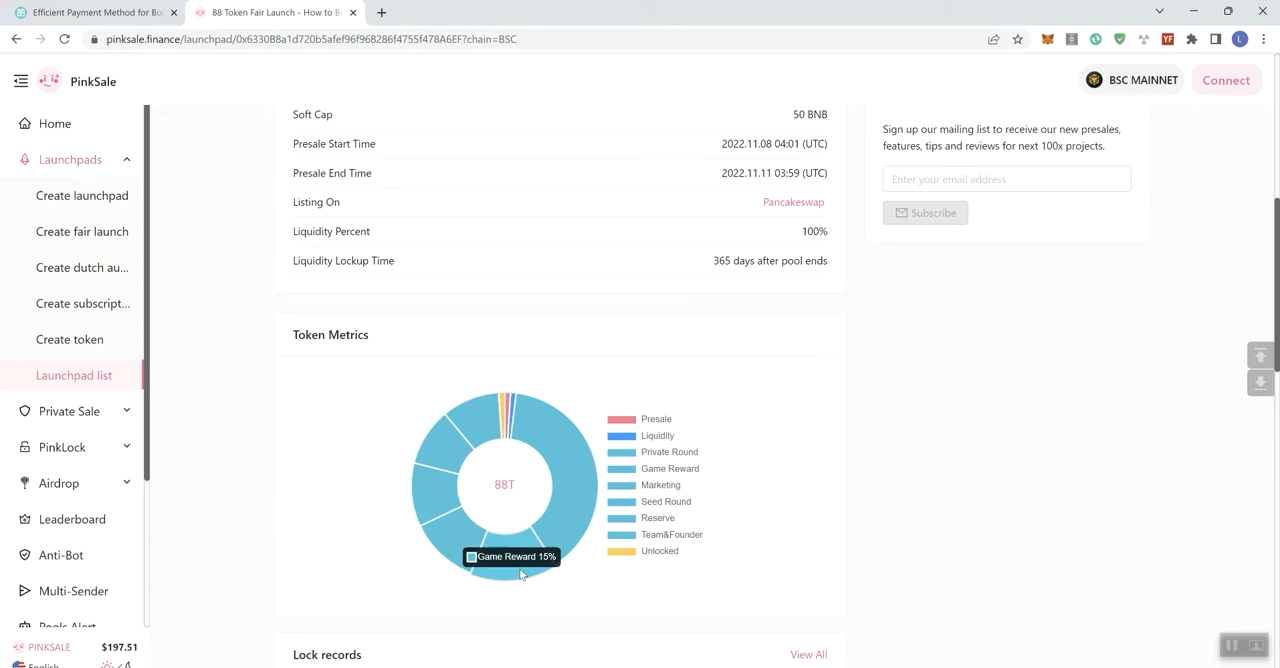 Efficient Payment Method for Bo
88 Token Fair Launch - How to B
pinksale.finance/launchpad/0x6330B8a1d720b5afef96f968286f4755f478A6EF?chain=BSC
YF
L
PinkSale
BSC MAINNET
Connect
Home
Launchpads
Create launchpad
Create fair launch
Create dutch au...
Create subscript...
Create token
Launchpad list
Private Sale
PinkLock
Airdrop
Leaderboard
Anti-Bot
Multi-Sender
Pools Alert
PINKSALE $197.51
English
Soft Cap 50 BNB
Presale Start Time 2022.11.08 04:01 (UTC)
Presale End Time 2022.11.11 03:59 (UTC)
Listing On Pancakeswap
Liquidity Percent 100%
Liquidity Lockup Time 365 days after pool ends
Token Metrics
88T
Game Reward 15%
Presale
Liquidity
Private Round
Game Reward
Marketing
Seed Round
Reserve
Team&Founder
Unlocked
Lock records View All
Sign up our mailing list to receive our new presales,
features, tips and reviews for next 100x projects.
Enter your email address
Subscribe